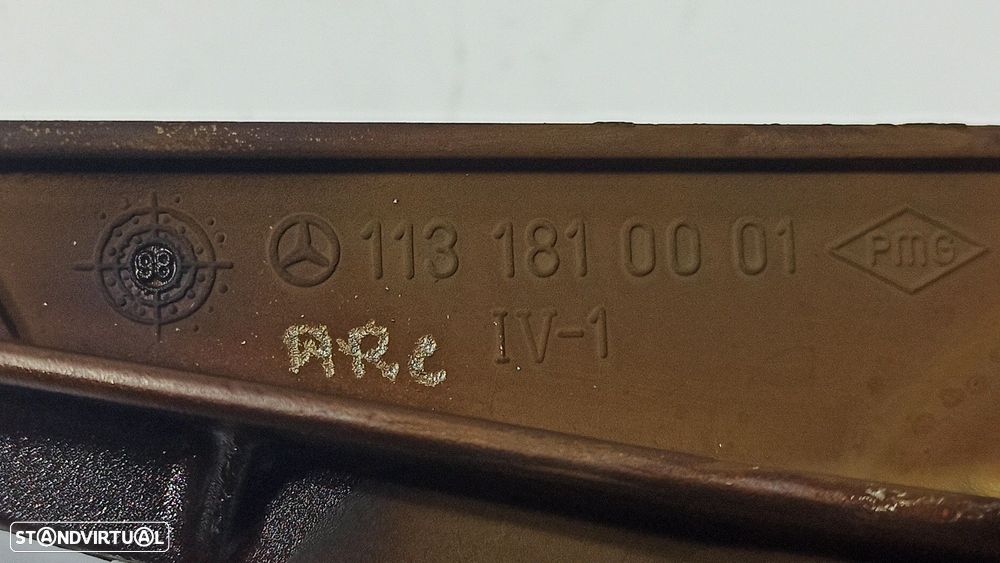 98 113 181 00 01 PMG
IV-1
ARC
STANDVIRTUAL